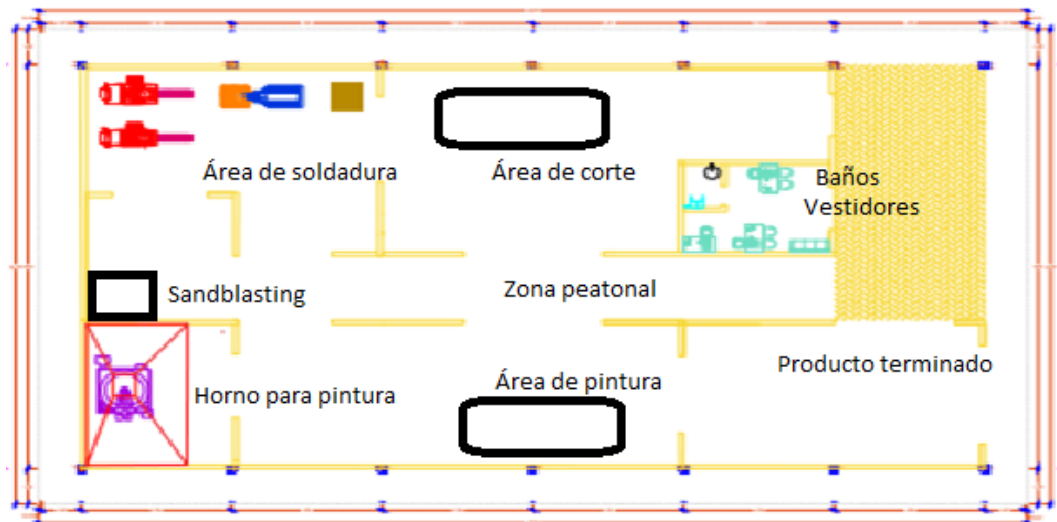 Área de soldadura
Área de corte
Baños
Vestidores
Sandblasting
Zona peatonal
Producto terminado
Horno para pintura
Área de pintura